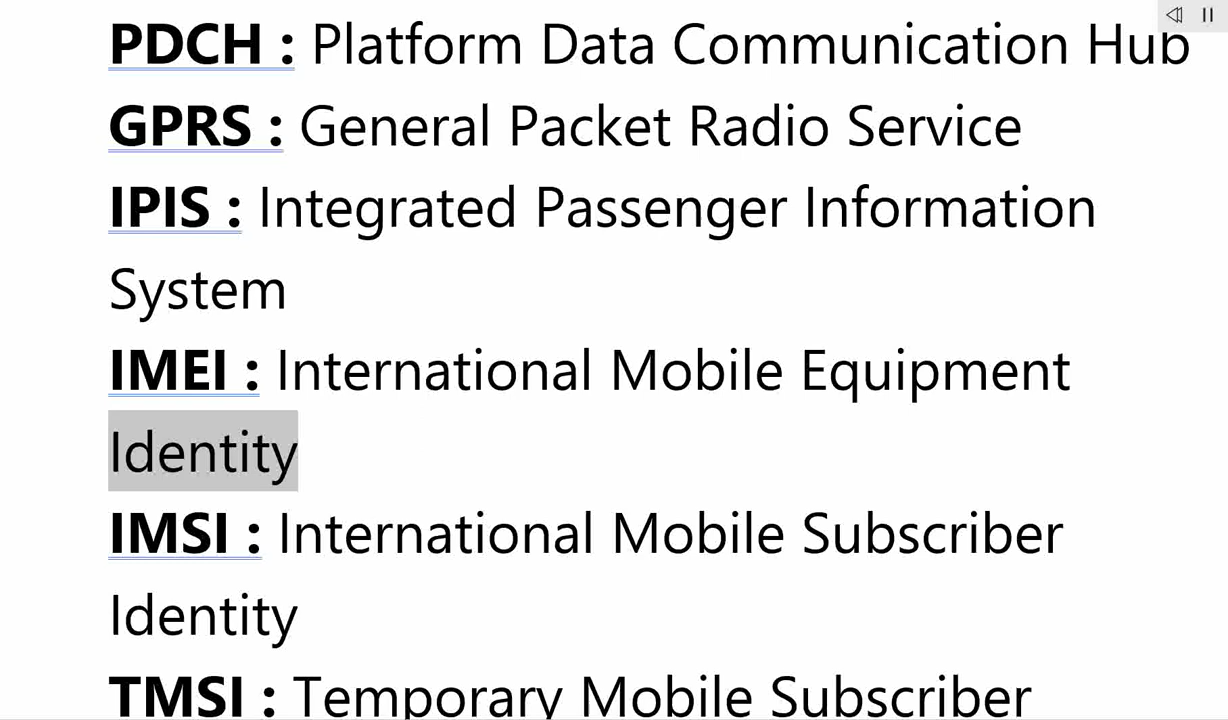 PDCH : Platform Data Communication Hub
GPRS : General Packet Radio Service
IPIS : Integrated Passenger Information
System
IMEI : International Mobile Equipment
Identity
IMSI : International Mobile Subscriber
Identity
TMSI : Temporary Mobile Subscriber